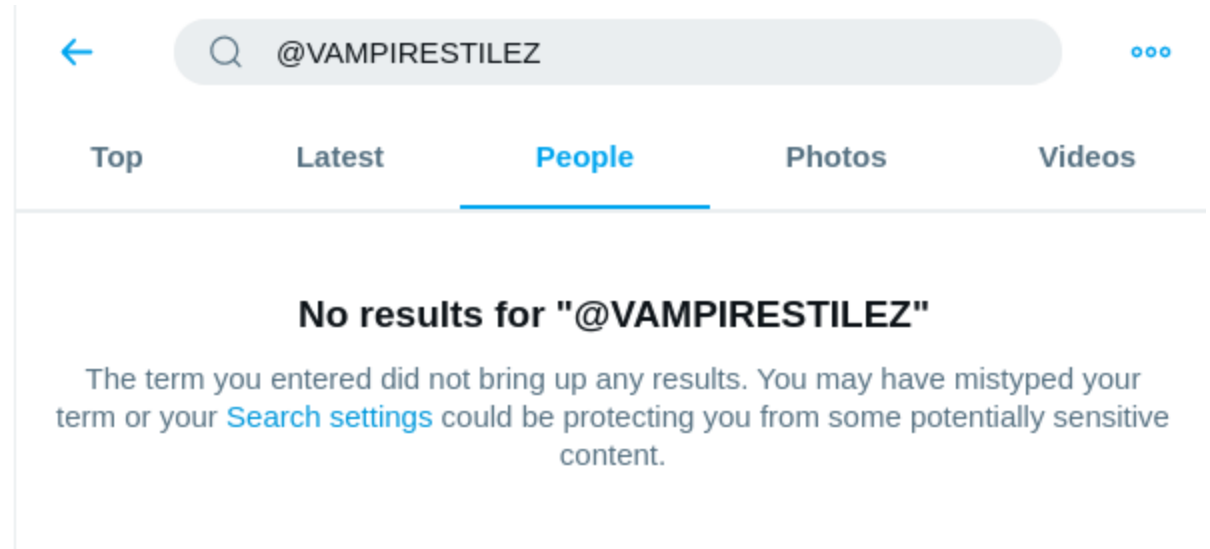 @VAMPIRESTILEZ
Top Latest People Photos Videos
No results for "@VAMPIRESTILEZ"
The term you entered did not bring up any results. You may have mistyped your
term or your Search settings could be protecting you from some potentially sensitive
content.